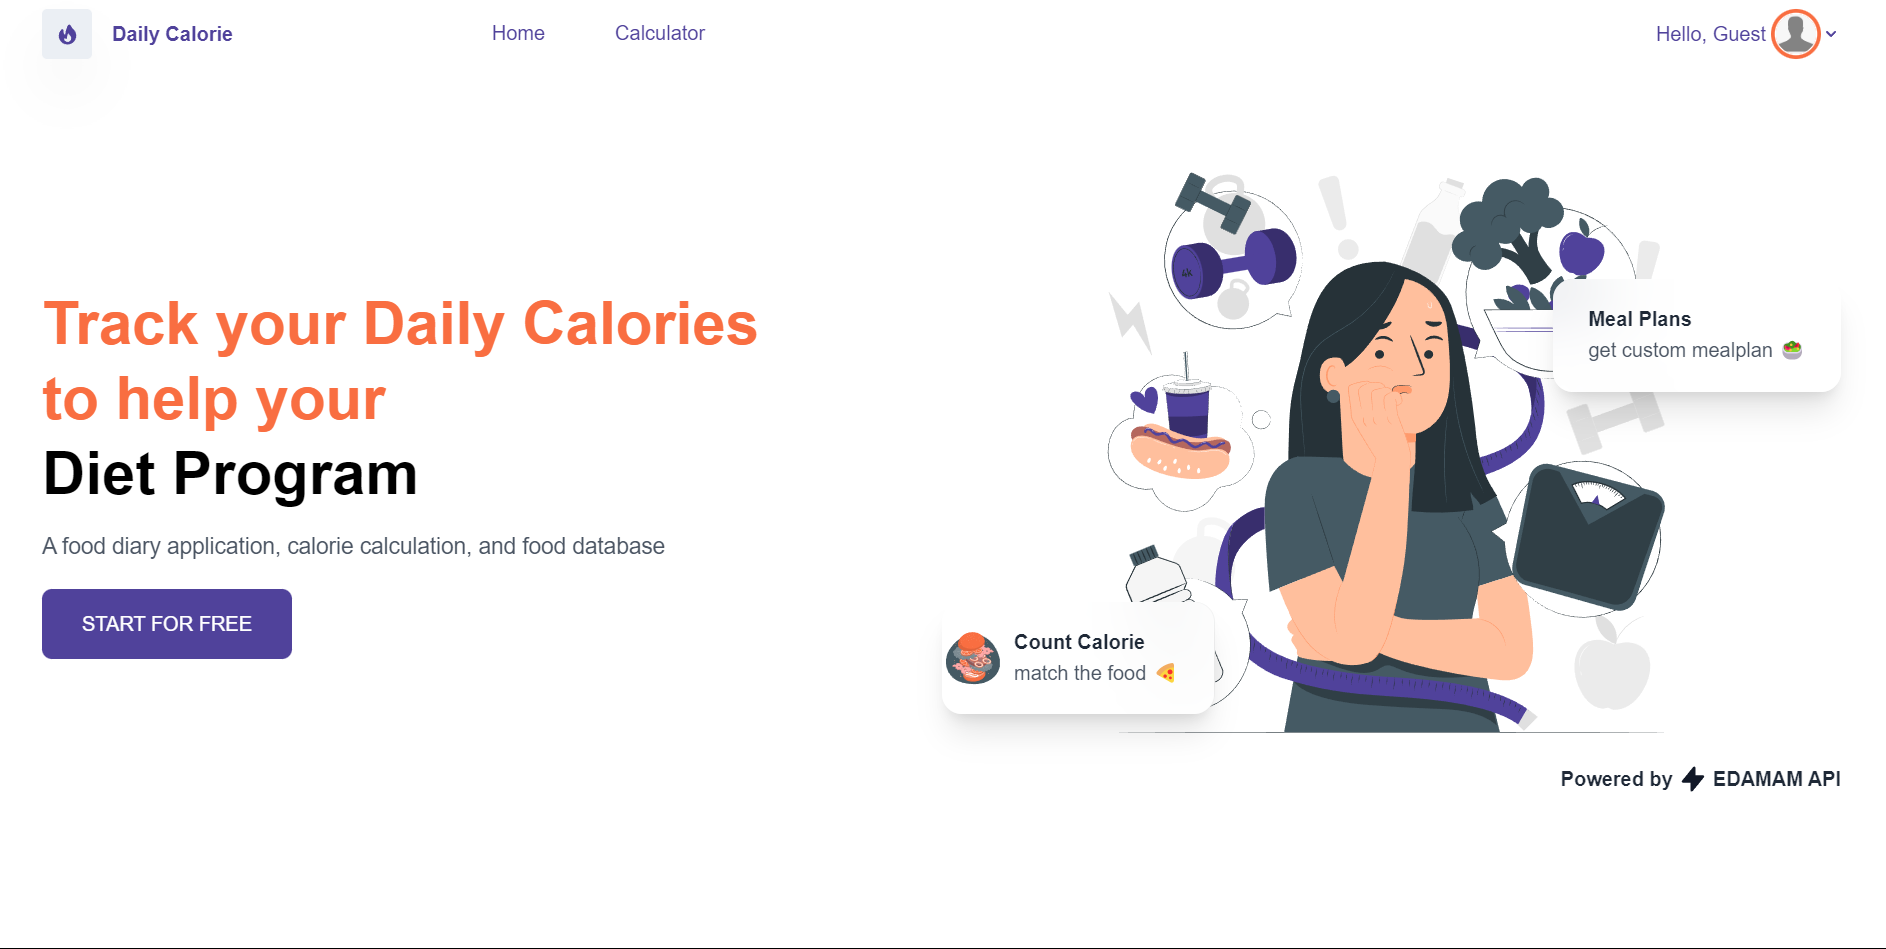 Daily Calorie
Home
Calculator
Hello, Guest
Track your Daily Calories
to help your
Diet Program
A food diary application, calorie calculation, and food database
START FOR FREE
4K
Meal Plans
get custom mealplan
Count Calorie
match the food
Powered by EDAMAM API